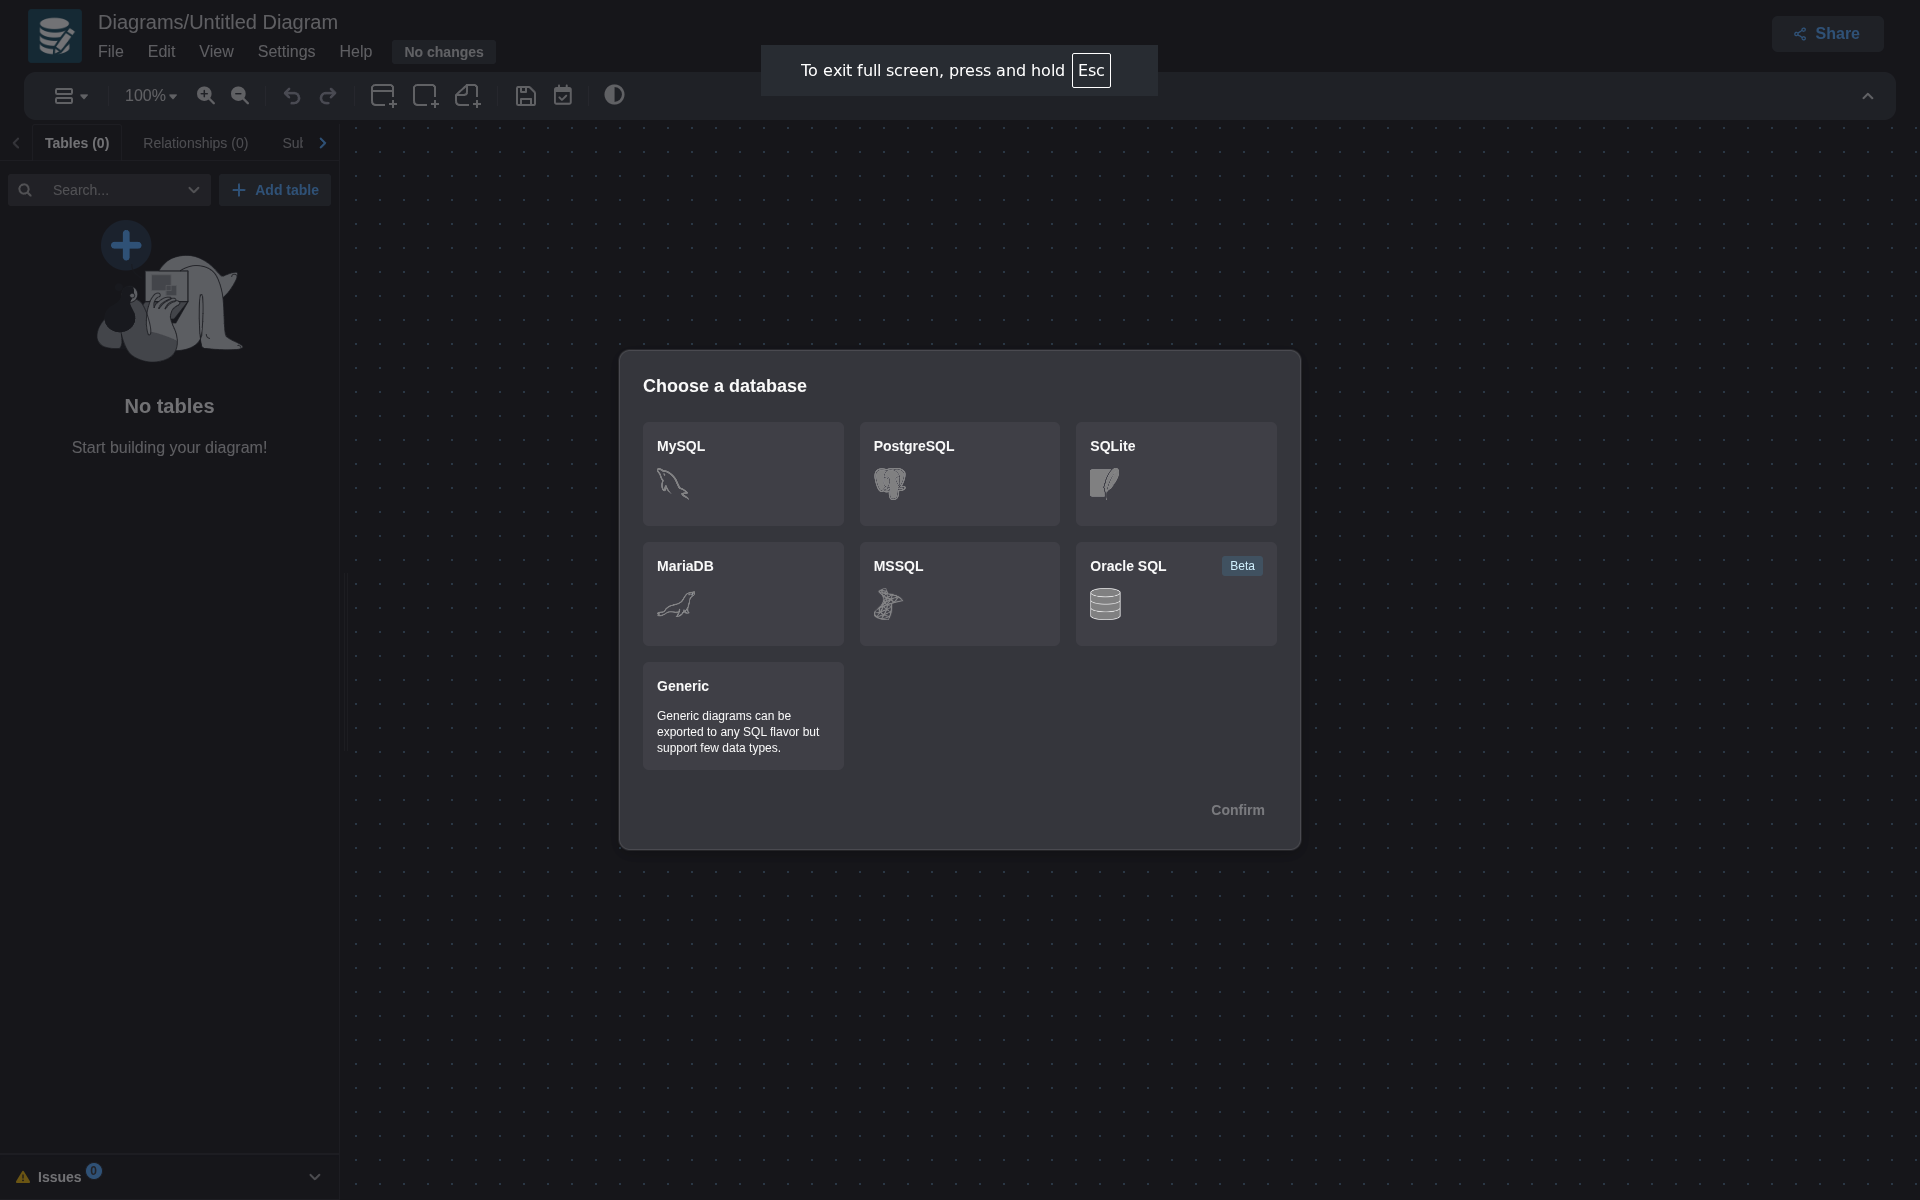 Diagrams/Untitled Diagram
File Edit View Settings Help No changes
Share
To exit full screen, press and hold Esc
100%
Tables (0) Relationships (0) Sub
Search... Add table
No tables
Start building your diagram!
Choose a database
MySQL PostgreSQL SQLite
MariaDB MSSQL Oracle SQL Beta
Generic
Generic diagrams can be
exported to any SQL flavor but
support few data types.
Confirm
Issues 0